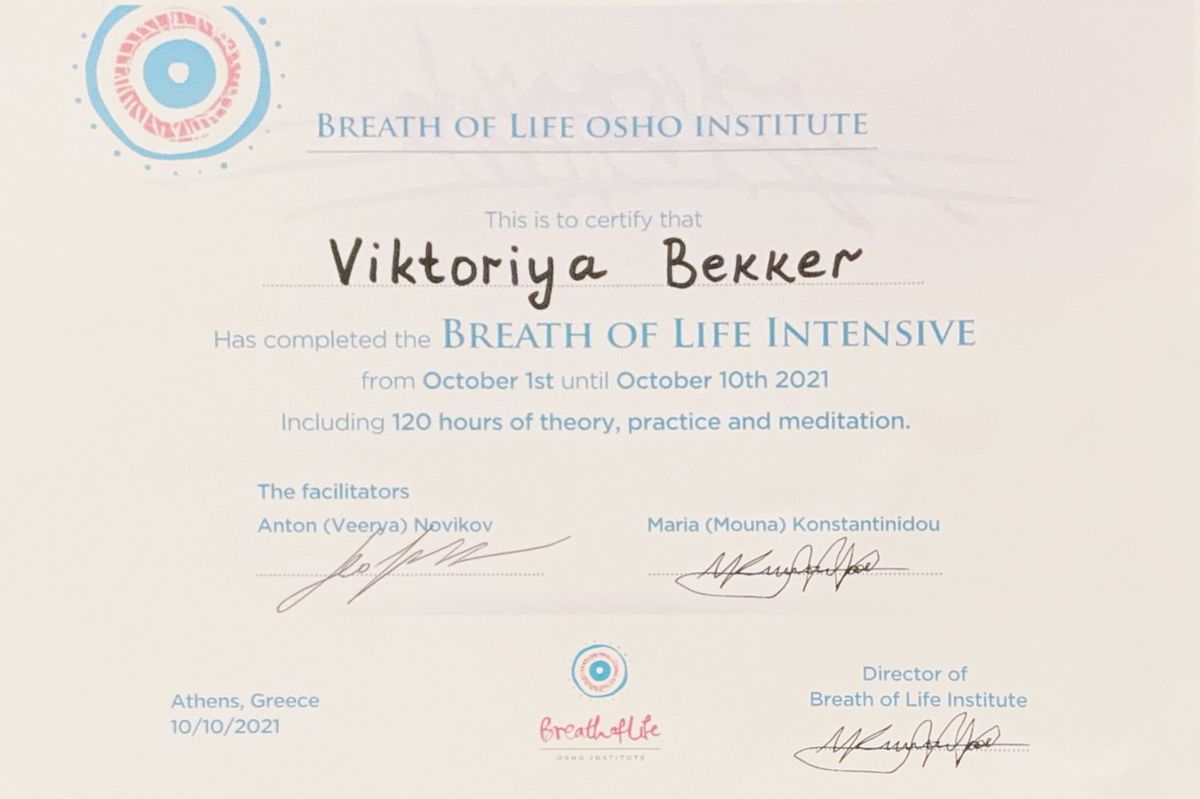 BREATH OF LIFE OSHO INSTITUTE
This is to certify that
Viktoriya Bekker
Has completed the BREATH OF LIFE INTENSIVE
from October 1st until October 10th 2021
Including 120 hours of theory, practice and meditation.
The facilitators
Anton (Veerya) Novikov
Maria (Mouna) Konstantinidou
Athens, Greece
10/10/2021
Breath of Life
OSHO INSTITUTE
Director of
Breath of Life Institute